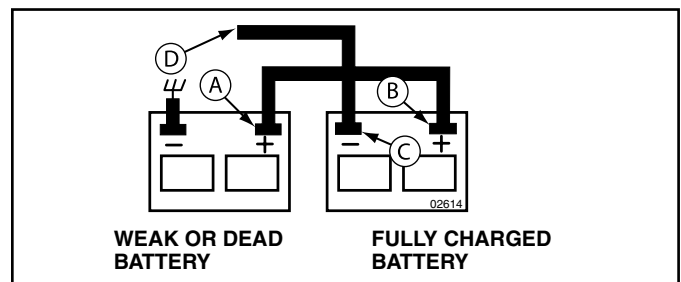 D
A
B
C
– + – +
02614
WEAK OR DEAD
BATTERY
FULLY CHARGED
BATTERY